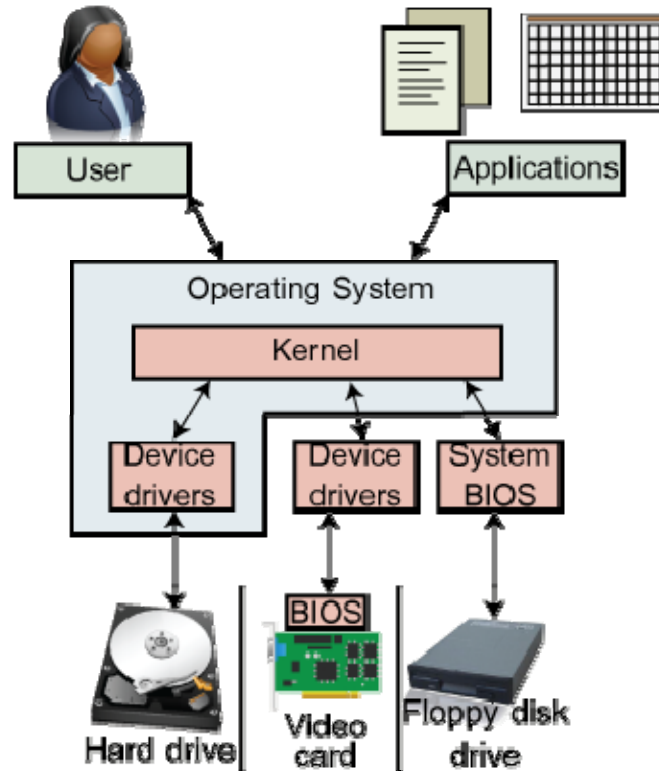 User
Applications
Operating System
Kernel
Device
drivers
Device
drivers
System
BIOS
BIOS
Hard drive
Video
card
Floppy disk
drive